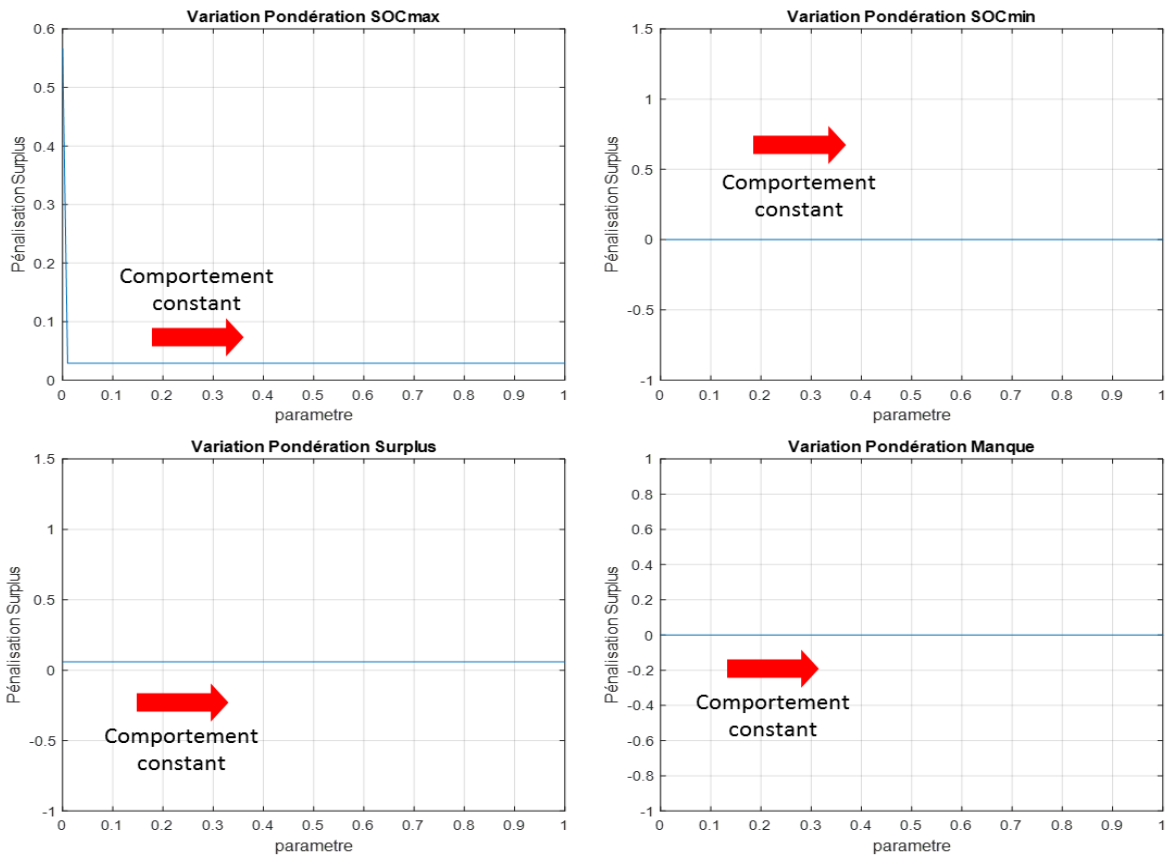 Variation Pondération SOCmax
0.6
0.5
0.4
0.3
0.2
0.1
0
Pénalisation Surplus
Comportement
constant
0 0.1 0.2 0.3 0.4 0.5 0.6 0.7 0.8 0.9 1
parametre
Variation Pondération SOCmin
1.5
1
0.5
0
-0.5
-1
Pénalisation Surplus
Comportement
constant
0 0.1 0.2 0.3 0.4 0.5 0.6 0.7 0.8 0.9 1
parametre
Variation Pondération Surplus
1.5
1
0.5
0
-0.5
-1
Pénalisation Surplus
Comportement
constant
0 0.1 0.2 0.3 0.4 0.5 0.6 0.7 0.8 0.9 1
parametre
Variation Pondération Manque
1
0.8
0.6
0.4
0.2
0
-0.2
-0.4
-0.6
-0.8
-1
Pénalisation Surplus
Comportement
constant
0 0.1 0.2 0.3 0.4 0.5 0.6 0.7 0.8 0.9 1
parametre